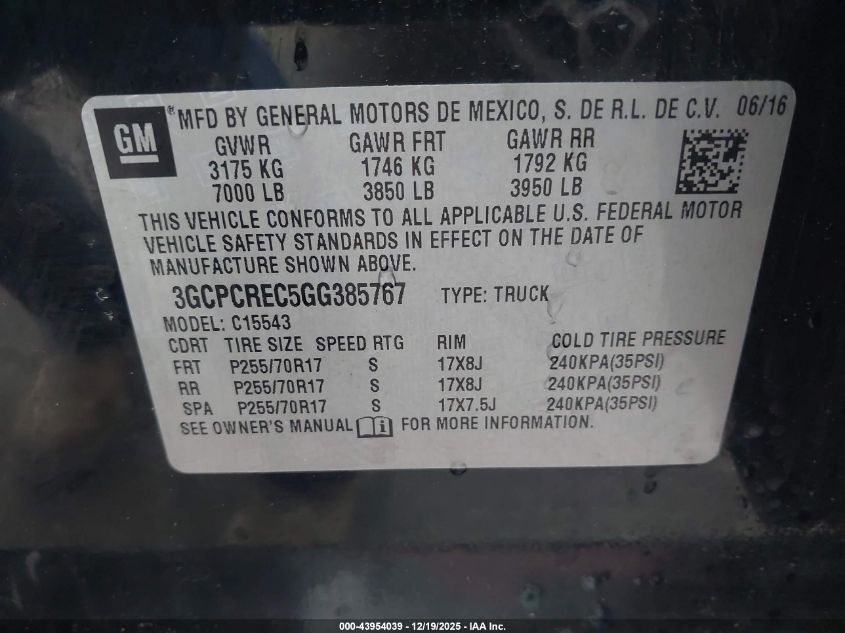 GM
® MFD BY GENERAL MOTORS DE MEXICO, S. DE R.L. DE C.V. 06/16
GVWR GAWR FRT GAWR RR
3175 KG 1746 KG 1792 KG
7000 LB 3850 LB 3950 LB
THIS VEHICLE CONFORMS TO ALL APPLICABLE U.S. FEDERAL MOTOR
VEHICLE SAFETY STANDARDS IN EFFECT ON THE DATE OF
MANUFACTURE SHOWN ABOVE.
3GCPCREC5GG385767 TYPE: TRUCK
MODEL: C15543
CDRT TIRE SIZE SPEED RTG RIM COLD TIRE PRESSURE
FRT P255/70R17 S 17X8J 240KPA(35PSI)
RR P255/70R17 S 17X8J 240KPA(35PSI)
SPA P255/70R17 S 17X7.5J 240KPA(35PSI)
SEE OWNER'S MANUAL i FOR MORE INFORMATION.
000-43954039 - 12/19/2025 - IAA Inc.